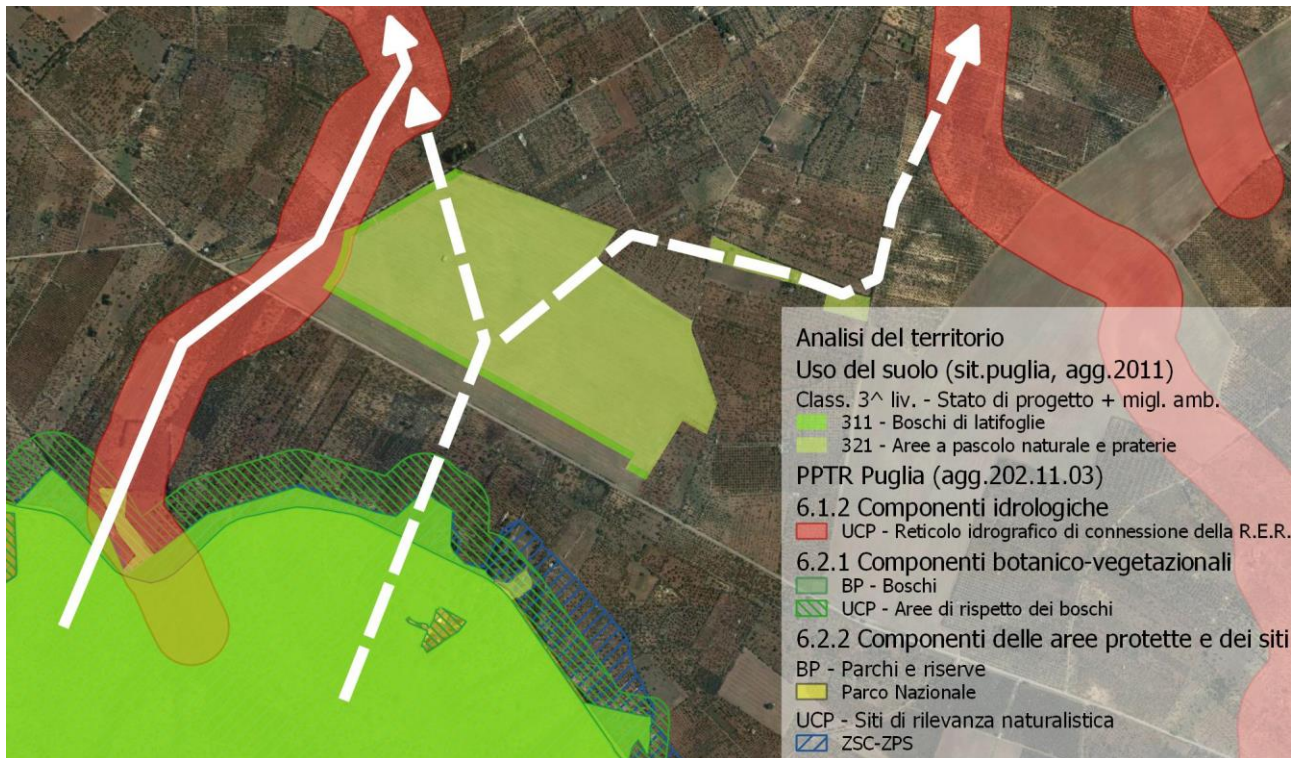 Analisi del territorio
Uso del suolo (sit.puglia, agg.2011)
Class. 3^ liv. - Stato di progetto + migl. amb.
311 - Boschi di latifoglie
321 - Aree a pascolo naturale e praterie
PPTR Puglia (agg.202.11.03)
6.1.2 Componenti idrologiche
UCP - Reticolo idrografico di connessione della R.E.R.
6.2.1 Componenti botanico-vegetazionali
BP - Boschi
UCP - Aree di rispetto dei boschi
6.2.2 Componenti delle aree protette e dei siti
BP - Parchi e riserve
Parco Nazionale
UCP - Siti di rilevanza naturalistica
ZSC-ZPS